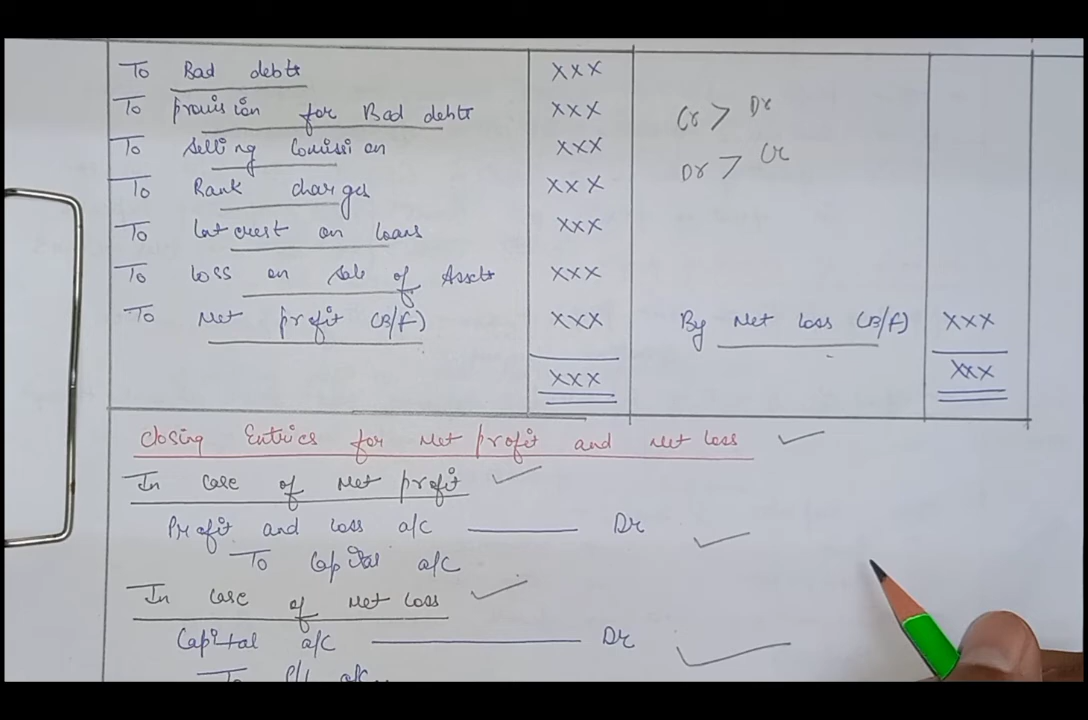 To Bad debts XXX
To provision for Bad debts XXX Cr > Dr
To Selling Comission XXX Dr > Cr
To Bank charges XXX
To Interest on loans XXX
To Loss on Sale of Assets XXX
To Net profit (B/f) XXX By Net loss (B/f) XXX
XXX XXX
Closing Entries for Net profit and Net loss
In case of Net profit
Profit and loss a/c Dr
To Capital a/c
In case of Net loss
Capital a/c Dr
To P/L a/c